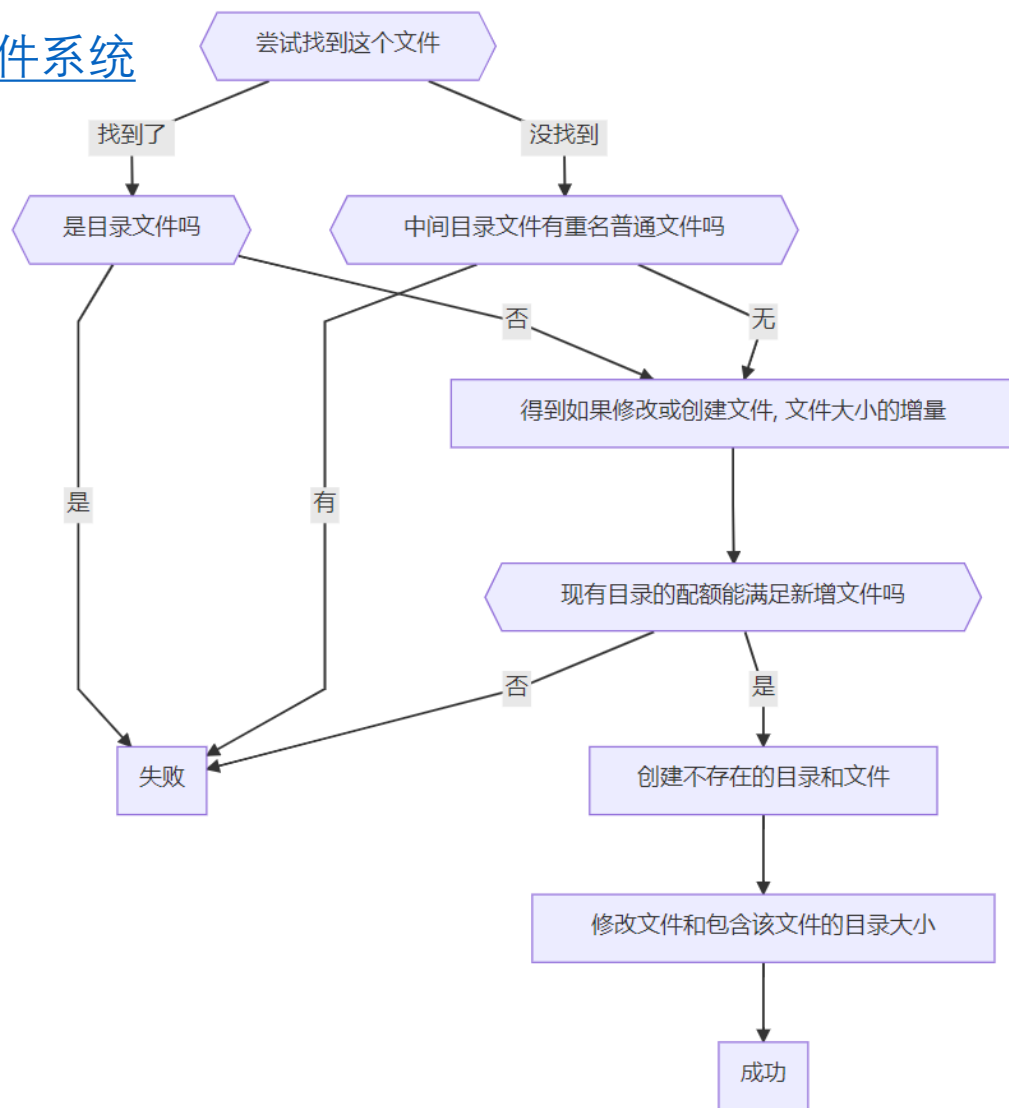 件系统
尝试找到这个文件
找到了
没找到
是目录文件吗
中间目录文件有重名普通文件吗
否
无
得到如果修改或创建文件, 文件大小的增量
是
有
现有目录的配额能满足新增文件吗
否
是
失败
创建不存在的目录和文件
修改文件和包含该文件的目录大小
成功